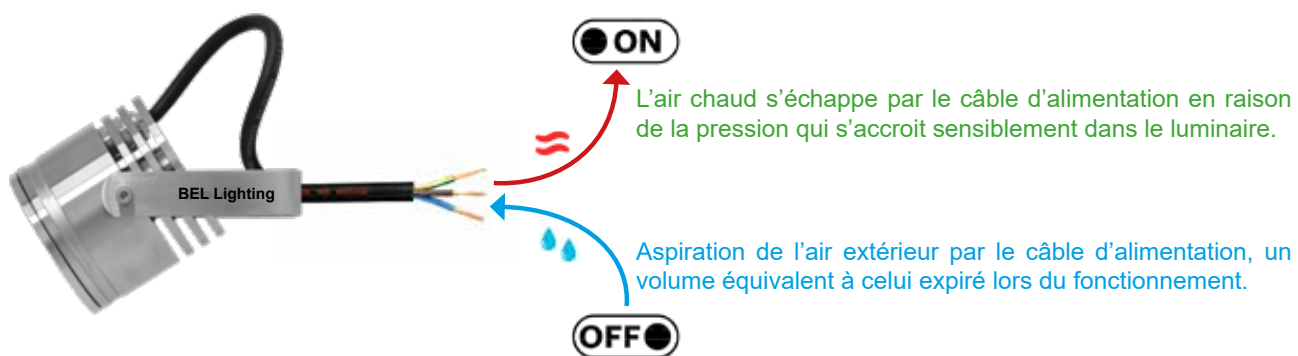 ON
L’air chaud s’échappe par le câble d’alimentation en raison
de la pression qui s’accroit sensiblement dans le luminaire.
BEL Lighting
Aspiration de l’air extérieur par le câble d’alimentation, un
volume équivalent à celui expiré lors du fonctionnement.
OFF